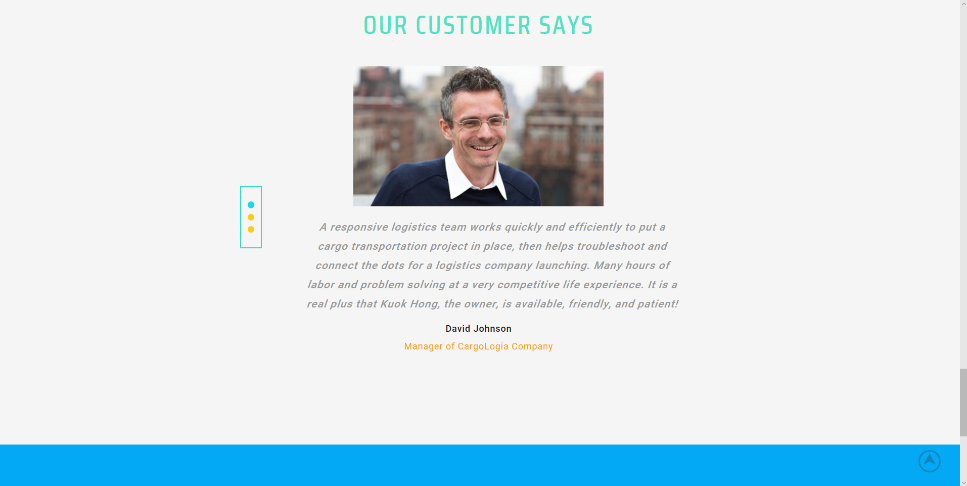 OUR CUSTOMER SAYS
A responsive logistics team works quickly and efficiently to put a
cargo transportation project in place, then helps troubleshoot and
connect the dots for a logistics company launching. Many hours of
labor and problem solving at a very competitive life experience. It is a
real plus that Kuok Hong, the owner, is available, friendly, and patient!
David Johnson
Manager of CargoLogia Company